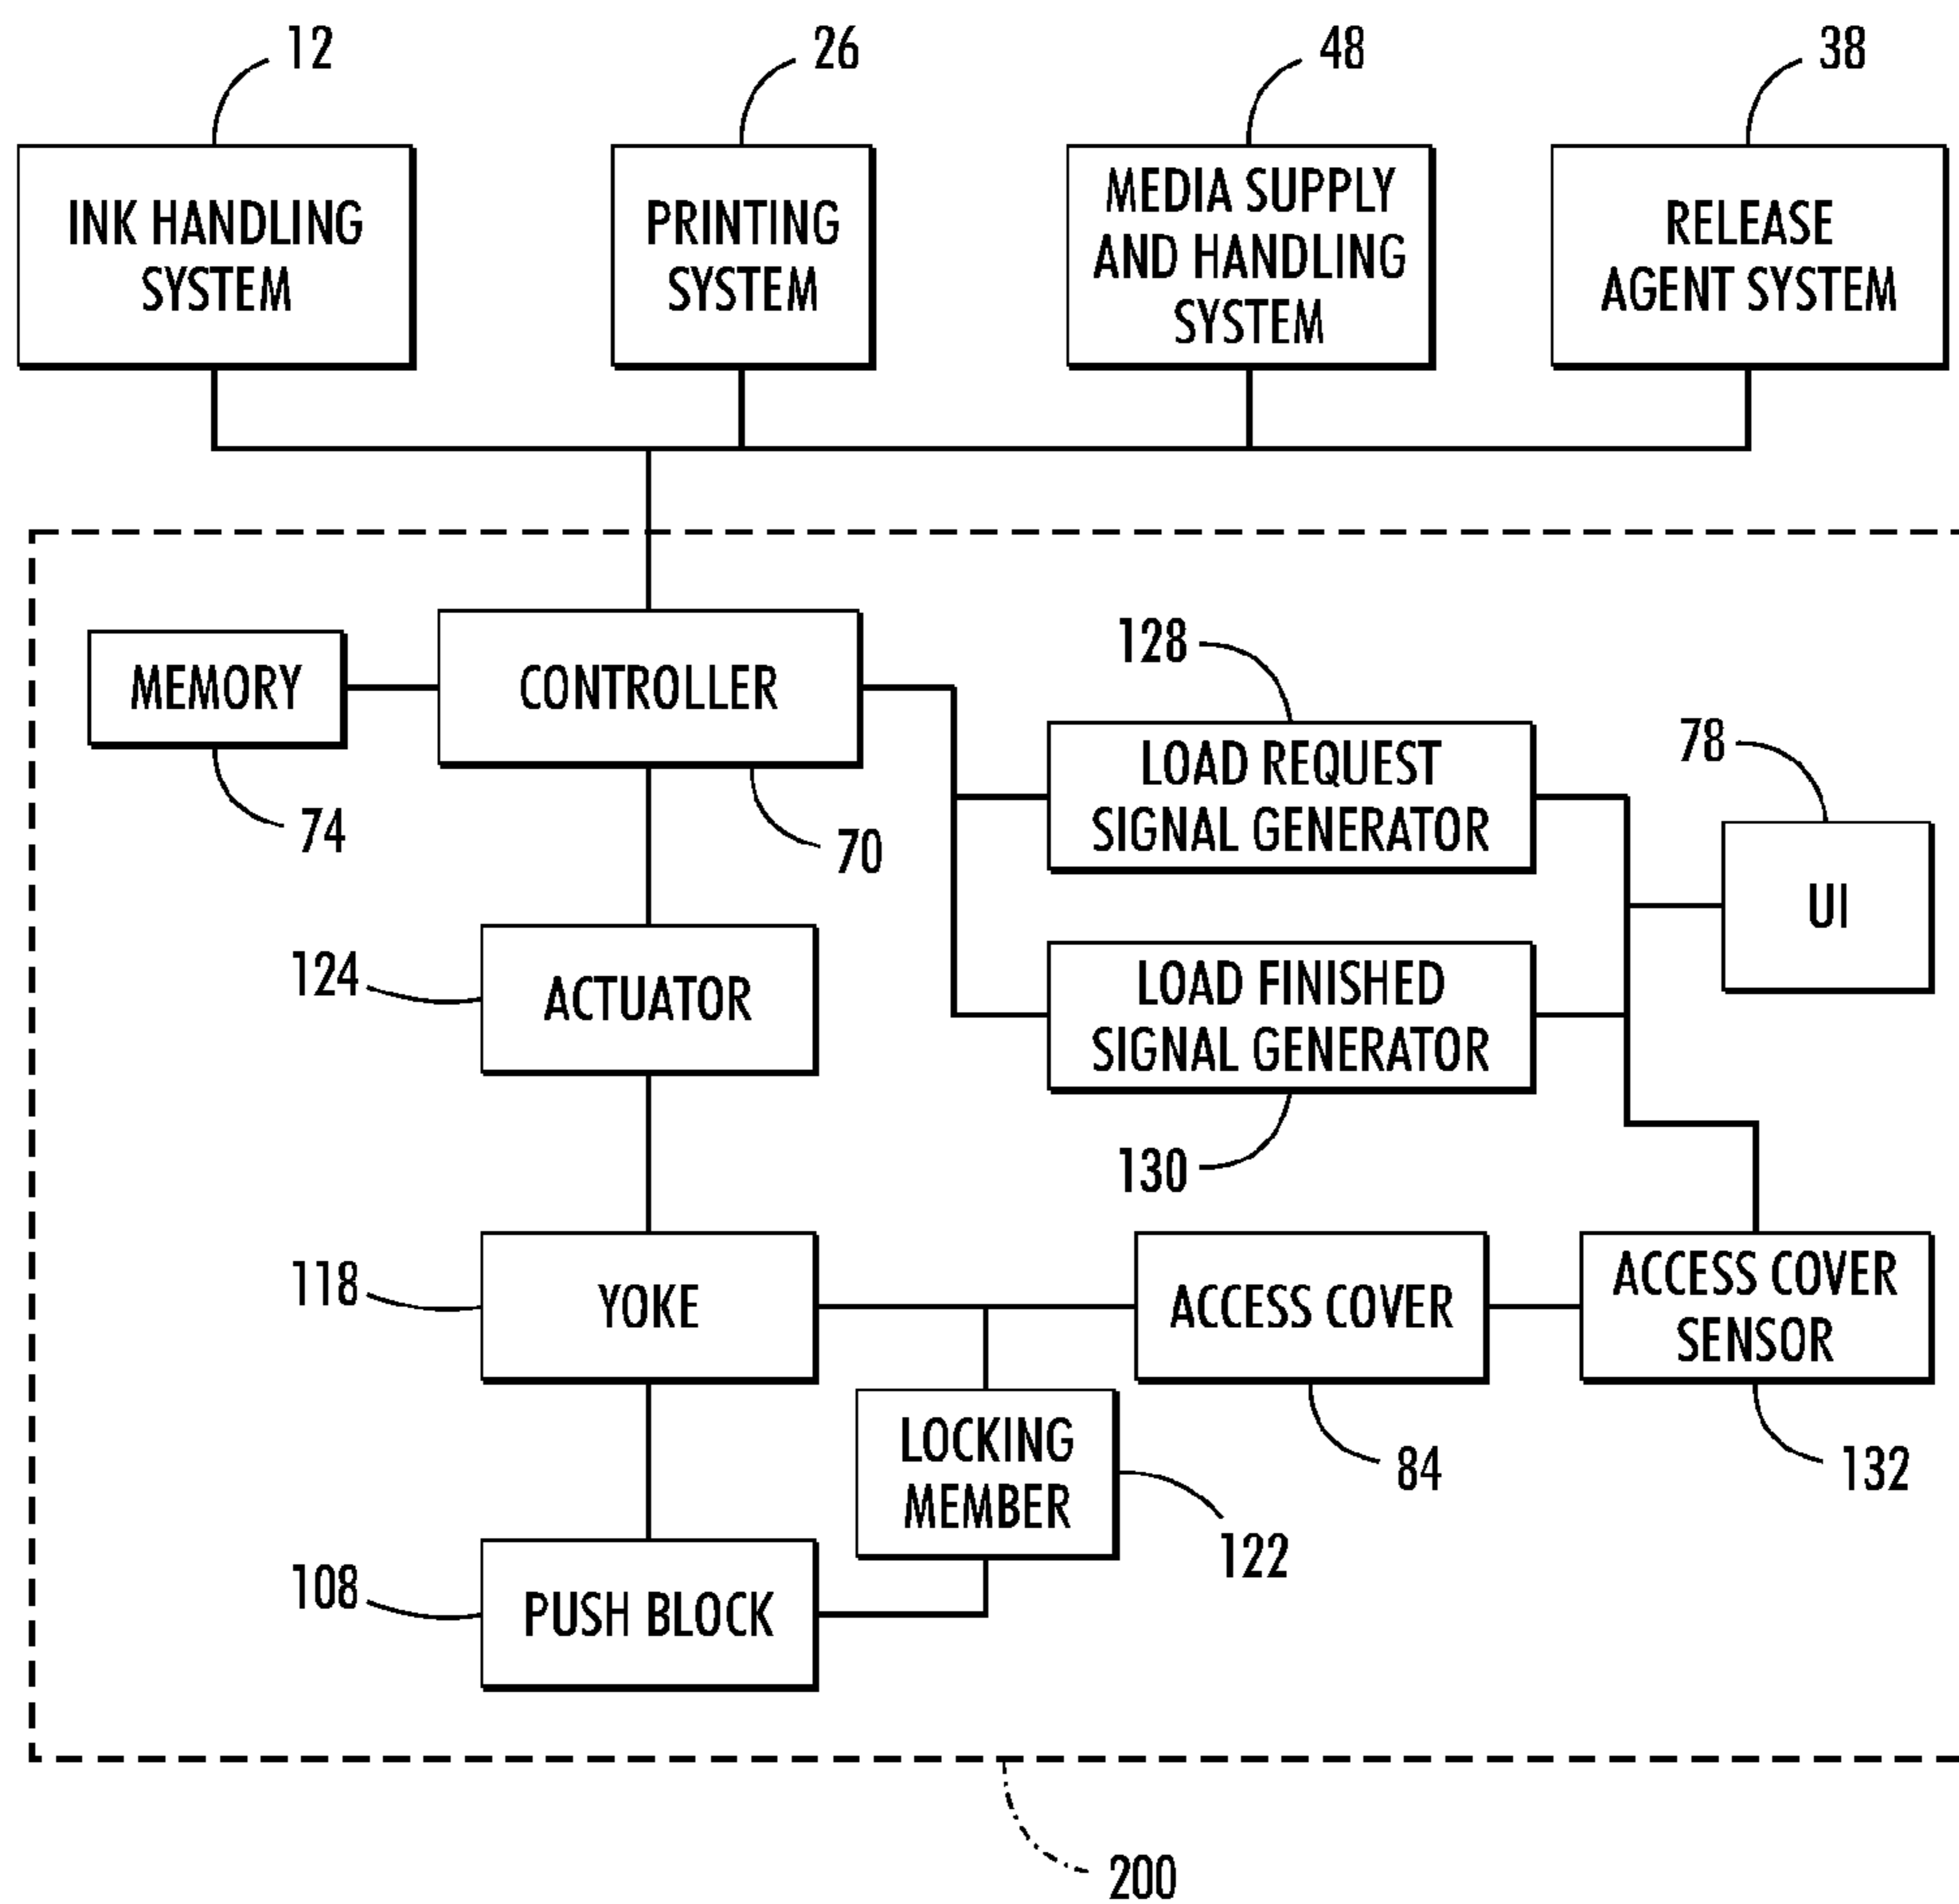 12
26
48
38
INK HANDLING
SYSTEM
PRINTING
SYSTEM
MEDIA SUPPLY
AND HANDLING
SYSTEM
RELEASE
AGENT SYSTEM
MEMORY
74
CONTROLLER
70
128
LOAD REQUEST
SIGNAL GENERATOR
78
UI
124
ACTUATOR
LOAD FINISHED
SIGNAL GENERATOR
130
118
YOKE
ACCESS COVER
84
ACCESS COVER
SENSOR
132
LOCKING
MEMBER
122
108
PUSH BLOCK
200